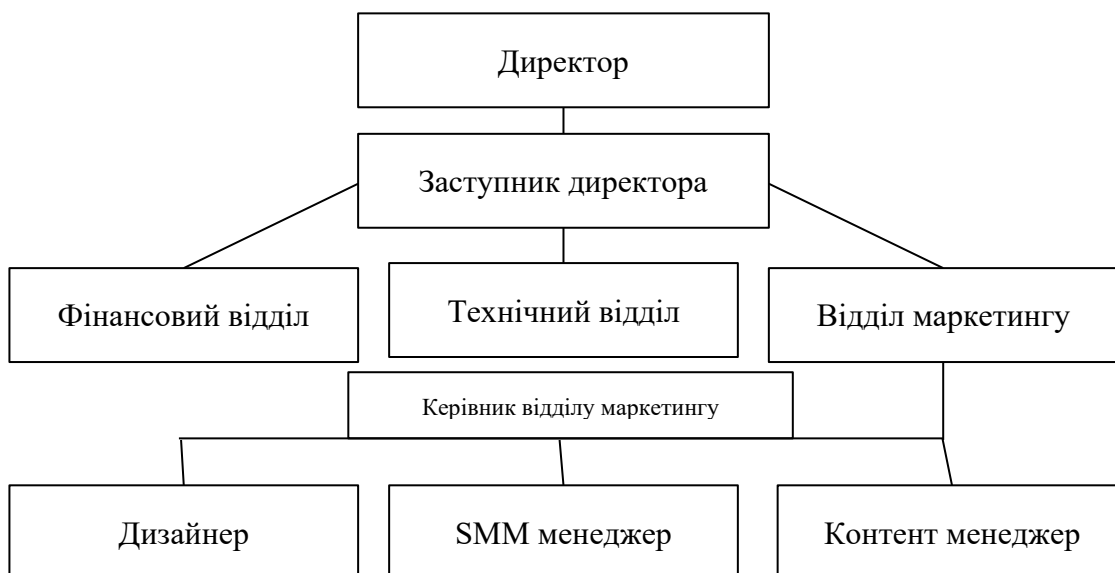 Директор
Заступник директора
Фінансовий відділ
Технічний відділ
Відділ маркетингу
Керівник відділу маркетингу
Дизайнер
SMM менеджер
Контент менеджер